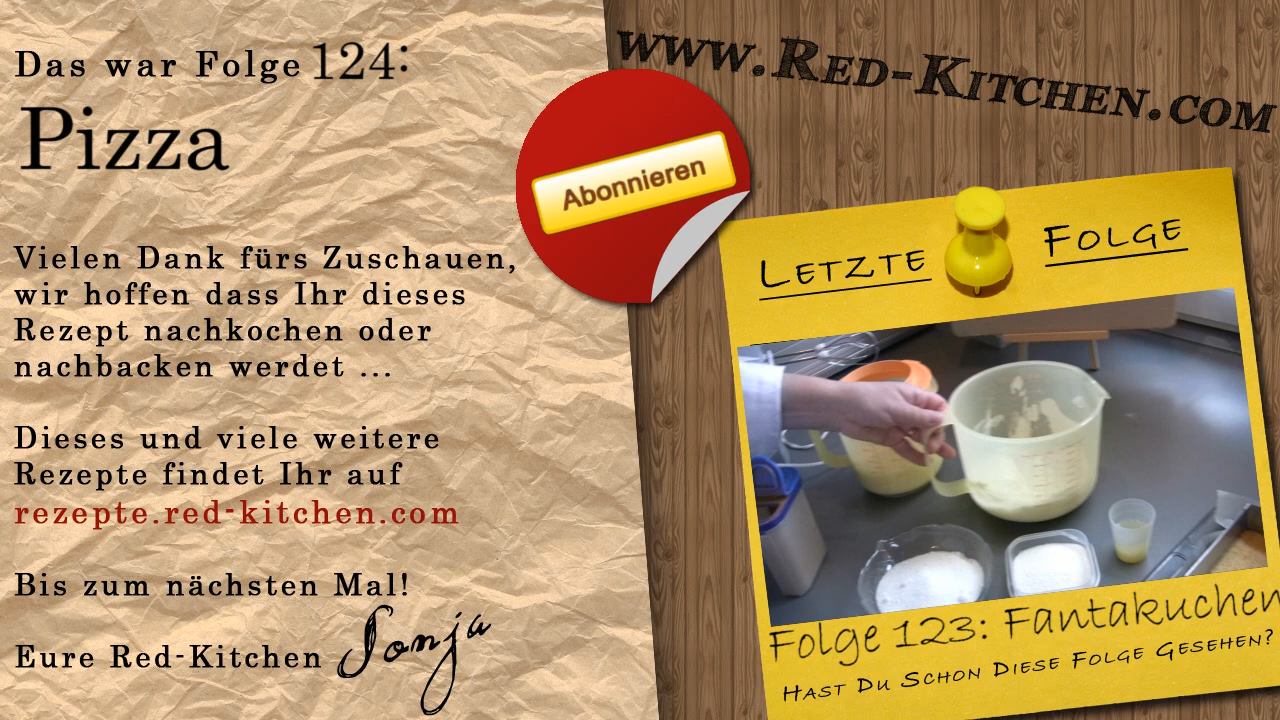 Das war Folge 124:
Pizza
Vielen Dank fürs Zuschauen,
wir hoffen dass Ihr dieses
Rezept nachkochen oder
nachbacken werdet ...
Dieses und viele weitere
Rezepte findet Ihr auf
rezepte.red-kitchen.com
Bis zum nächsten Mal!
Eure Red-Kitchen Sonja
www.Red-Kitchen.com
Abonnieren
Letzte Folge
Folge 123: Fantakuchen
Hast Du Schon Diese Folge Gesehen?